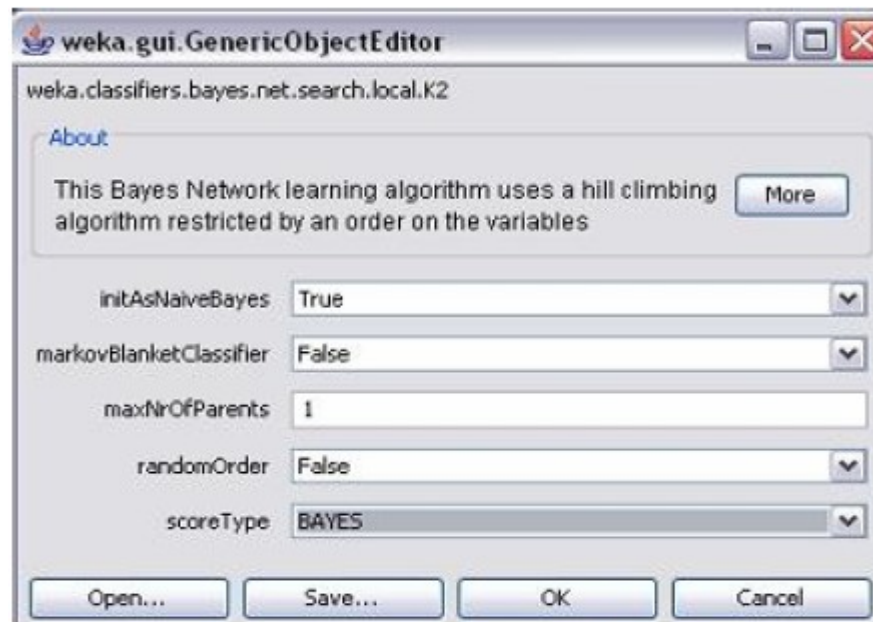 weka.gui.GenericObjectEditor
weka.classifiers.bayes.net.search.local.K2
About
This Bayes Network learning algorithm uses a hill climbing
algorithm restricted by an order on the variables
More
initAsNaiveBayes True
markovBlanketClassifier False
maxNrOfParents 1
randomOrder False
scoreType BAYES
Open... Save... OK Cancel